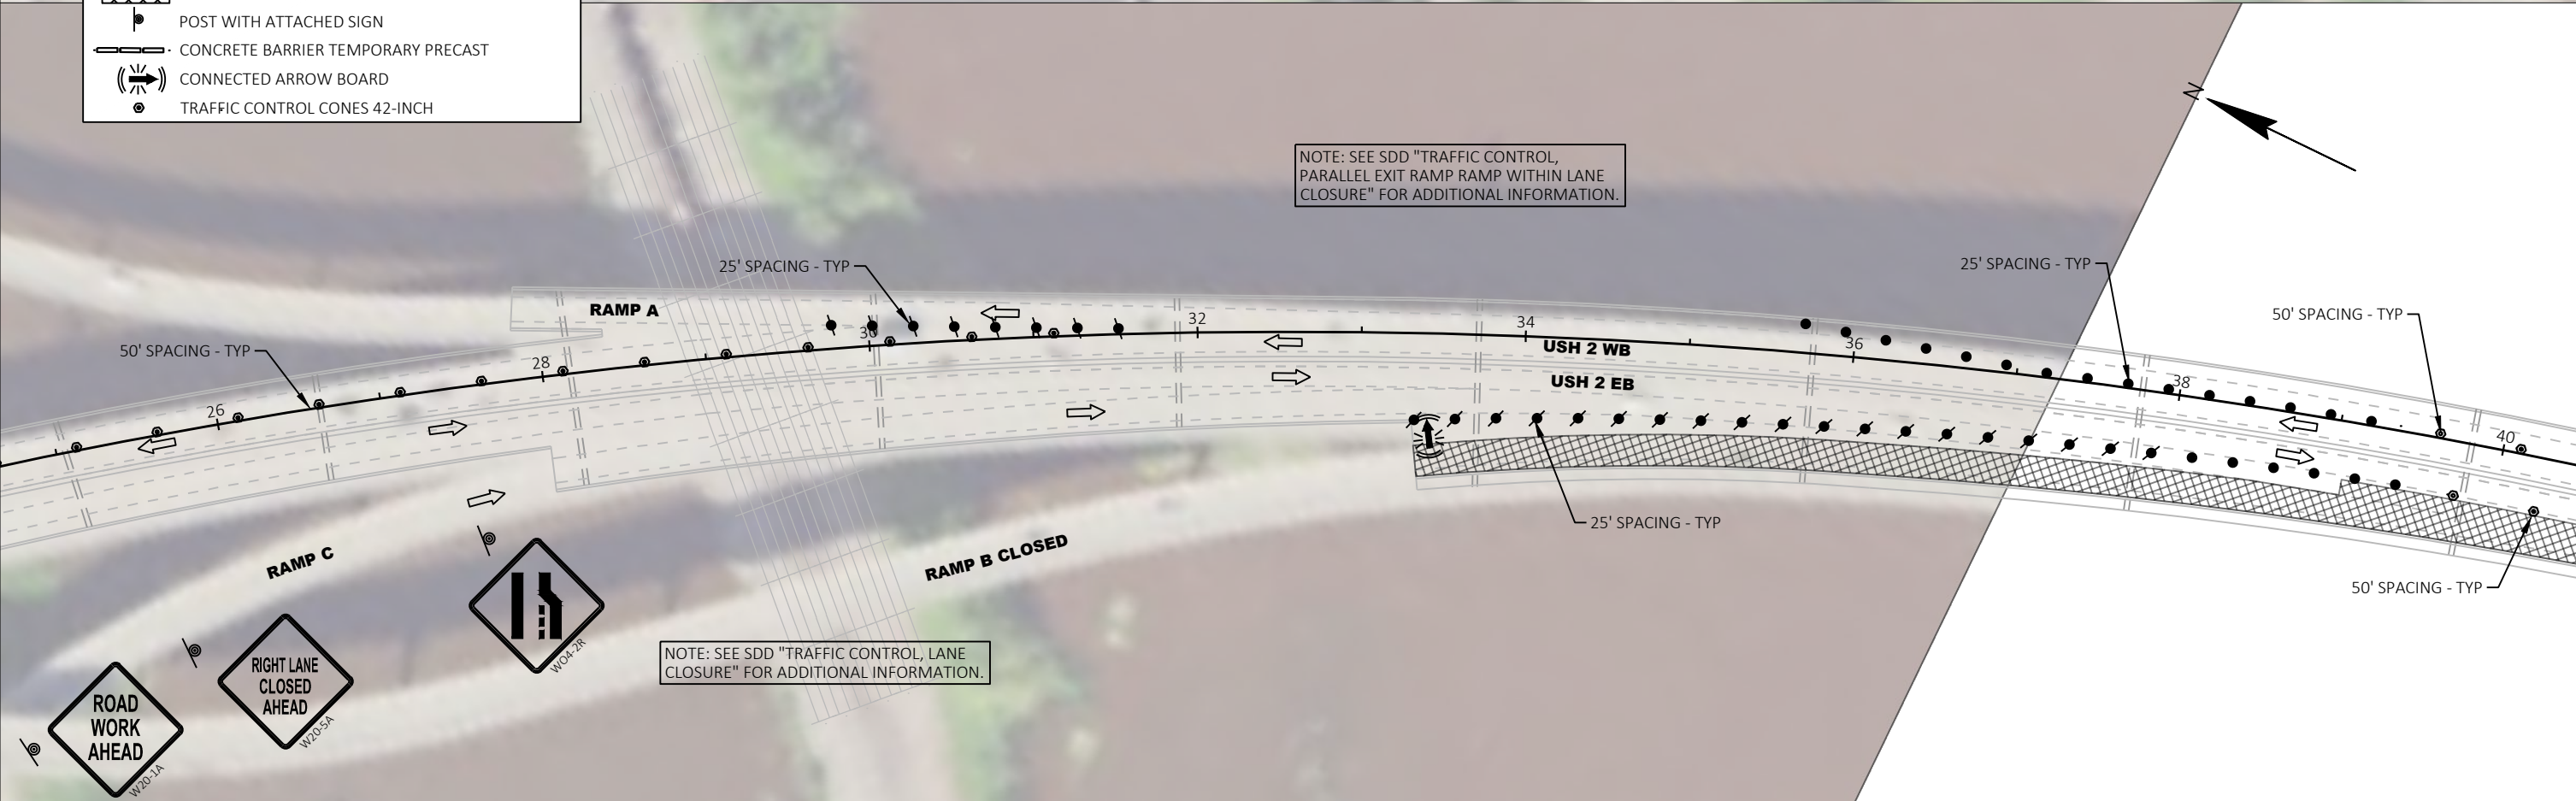 POST WITH ATTACHED SIGN
CONCRETE BARRIER TEMPORARY PRECAST
CONNECTED ARROW BOARD
TRAFFIC CONTROL CONES 42-INCH
N
NOTE: SEE SDD "TRAFFIC CONTROL,
PARALLEL EXIT RAMP RAMP WITHIN LANE
CLOSURE" FOR ADDITIONAL INFORMATION.
25' SPACING - TYP
25' SPACING - TYP
50' SPACING - TYP
50' SPACING - TYP
RAMP A
26
28
30
32
34
36
38
40
USH 2 WB
USH 2 EB
25' SPACING - TYP
50' SPACING - TYP
RAMP C
RAMP B CLOSED
NOTE: SEE SDD "TRAFFIC CONTROL, LANE
CLOSURE" FOR ADDITIONAL INFORMATION.
WO4-2R
RIGHT LANE
CLOSED
AHEAD
W20-5A
ROAD
WORK
AHEAD
W20-1A